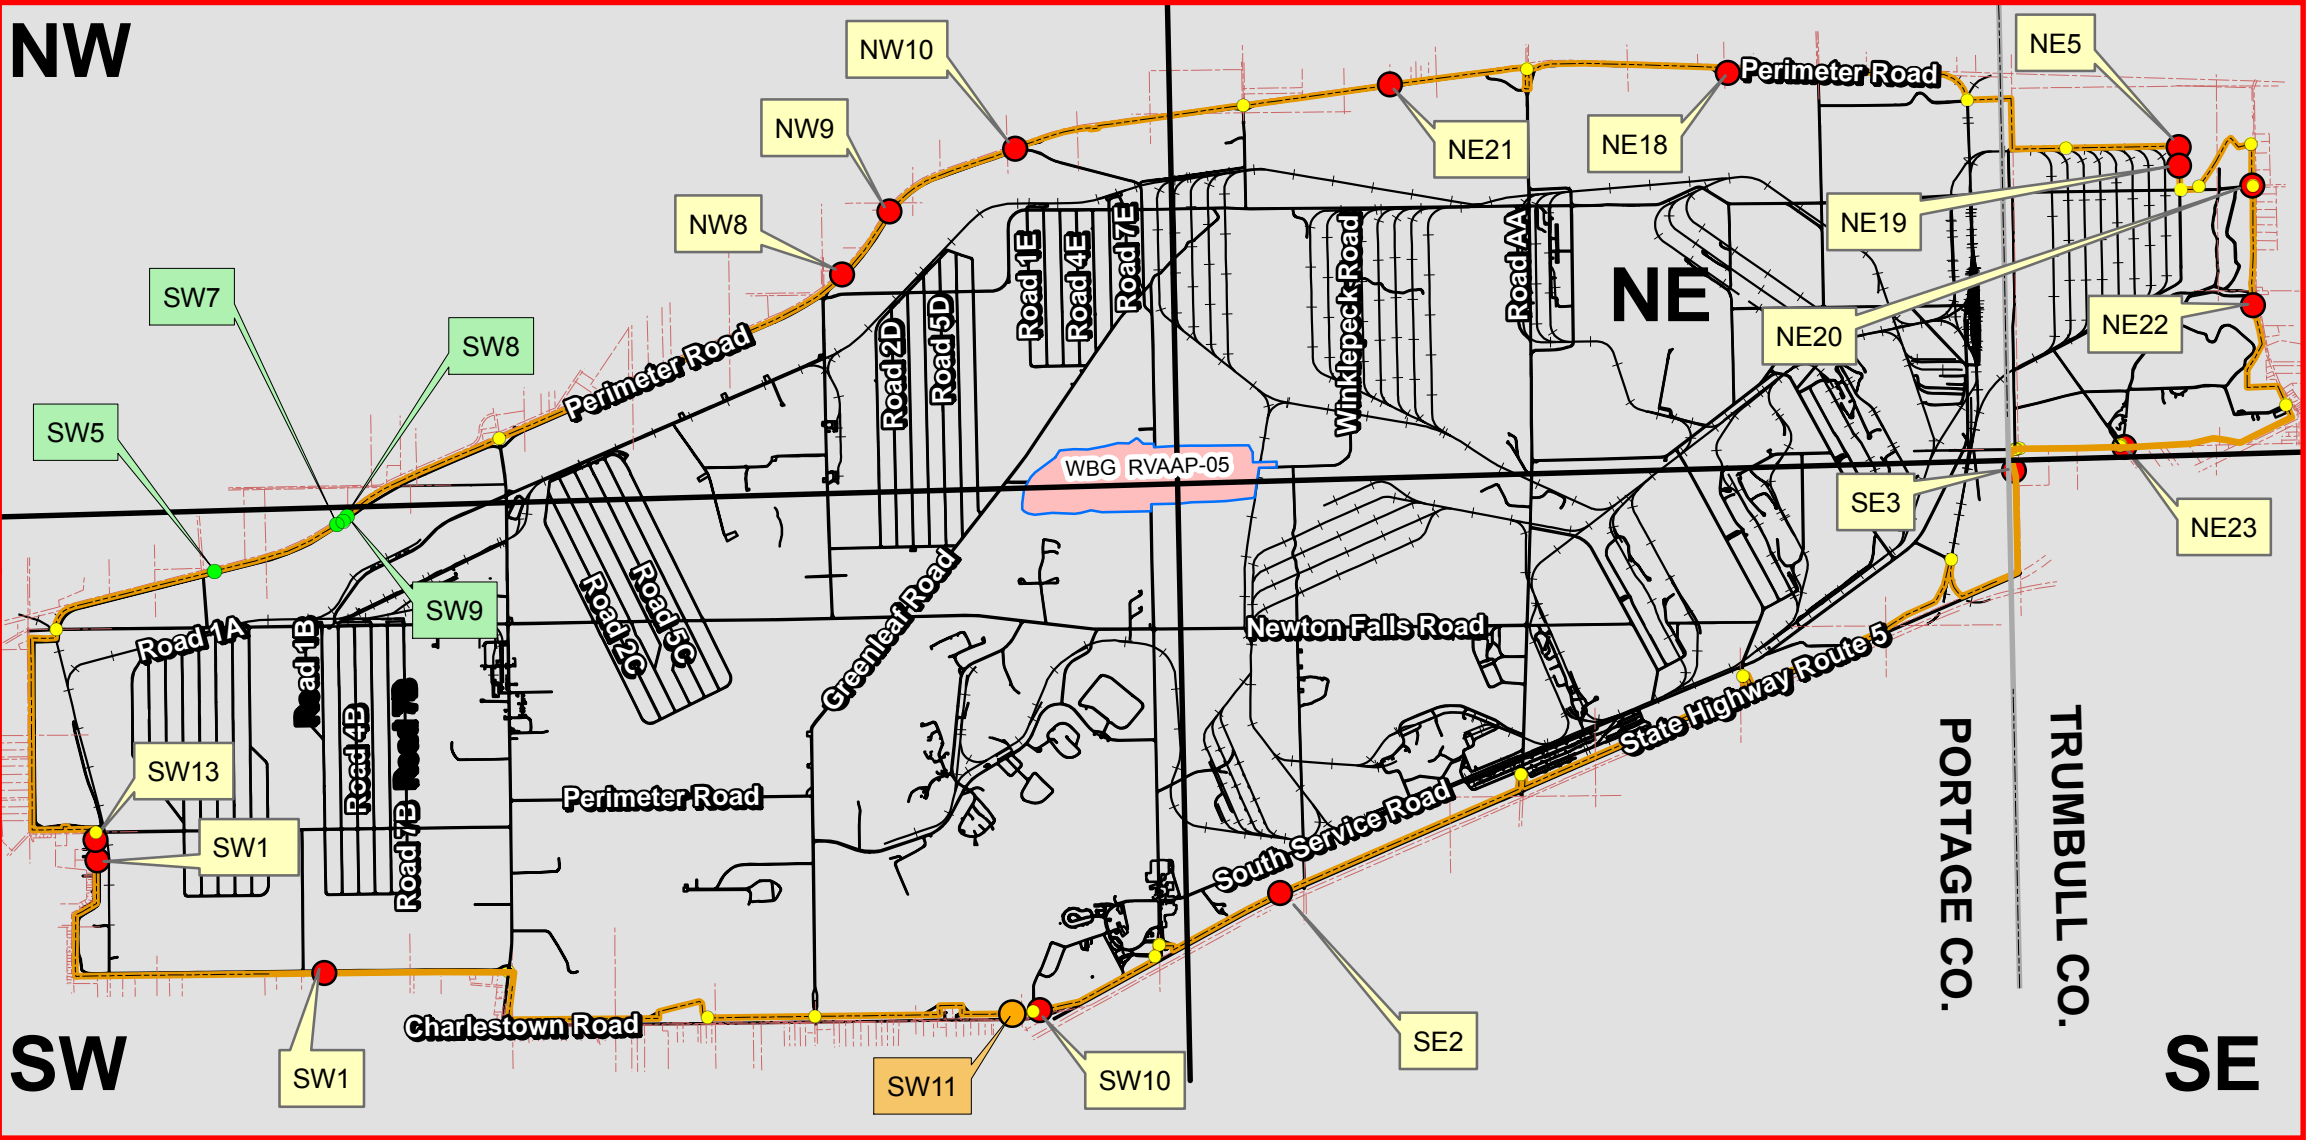 NW
NW10
NE5
Perimeter Road
NW9
NE21
NE18
NW8
NE19
Road 1E
Road 4E
Road 7E
Winklepeck Road
Road AA
NE
SW7
SW8
NE20
NE22
Perimeter Road
Road 2D
Road 5D
SW5
WBG RVAAP-05
SE3
NE23
SW9
Road 1A
Road 1B
Road 4B
Road 7B
Road 7B
Road 2C
Road 5C
Greenleaf Road
Newton Falls Road
State Highway Route 5
PORTAGE CO.
TRUMBULL CO.
SW13
SW1
Perimeter Road
South Service Road
Charlestown Road
SW
SW1
SW11
SW10
SE2
SE